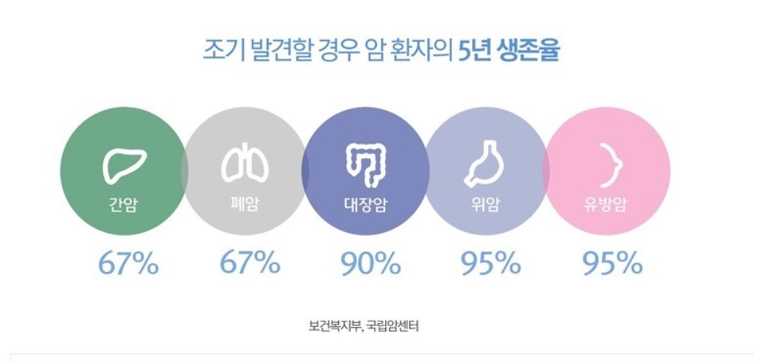 조기 발견할 경우 암 환자의 5년 생존율
간암 폐암 대장암 위암 유방암
67% 67% 90% 95% 95%
보건복지부, 국립암센터